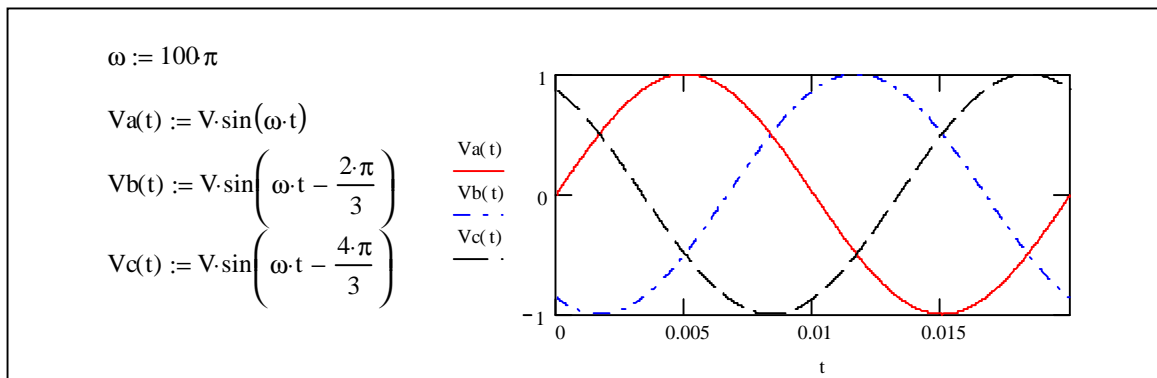 ω := 100·π
Va(t) := V·sin(ω·t)
Vb(t) := V·sin(ω·t − 2·π/3)
Vc(t) := V·sin(ω·t − 4·π/3)
Va(t)
Vb(t)
Vc(t)
1
0
−1
0 0.005 0.01 0.015
t